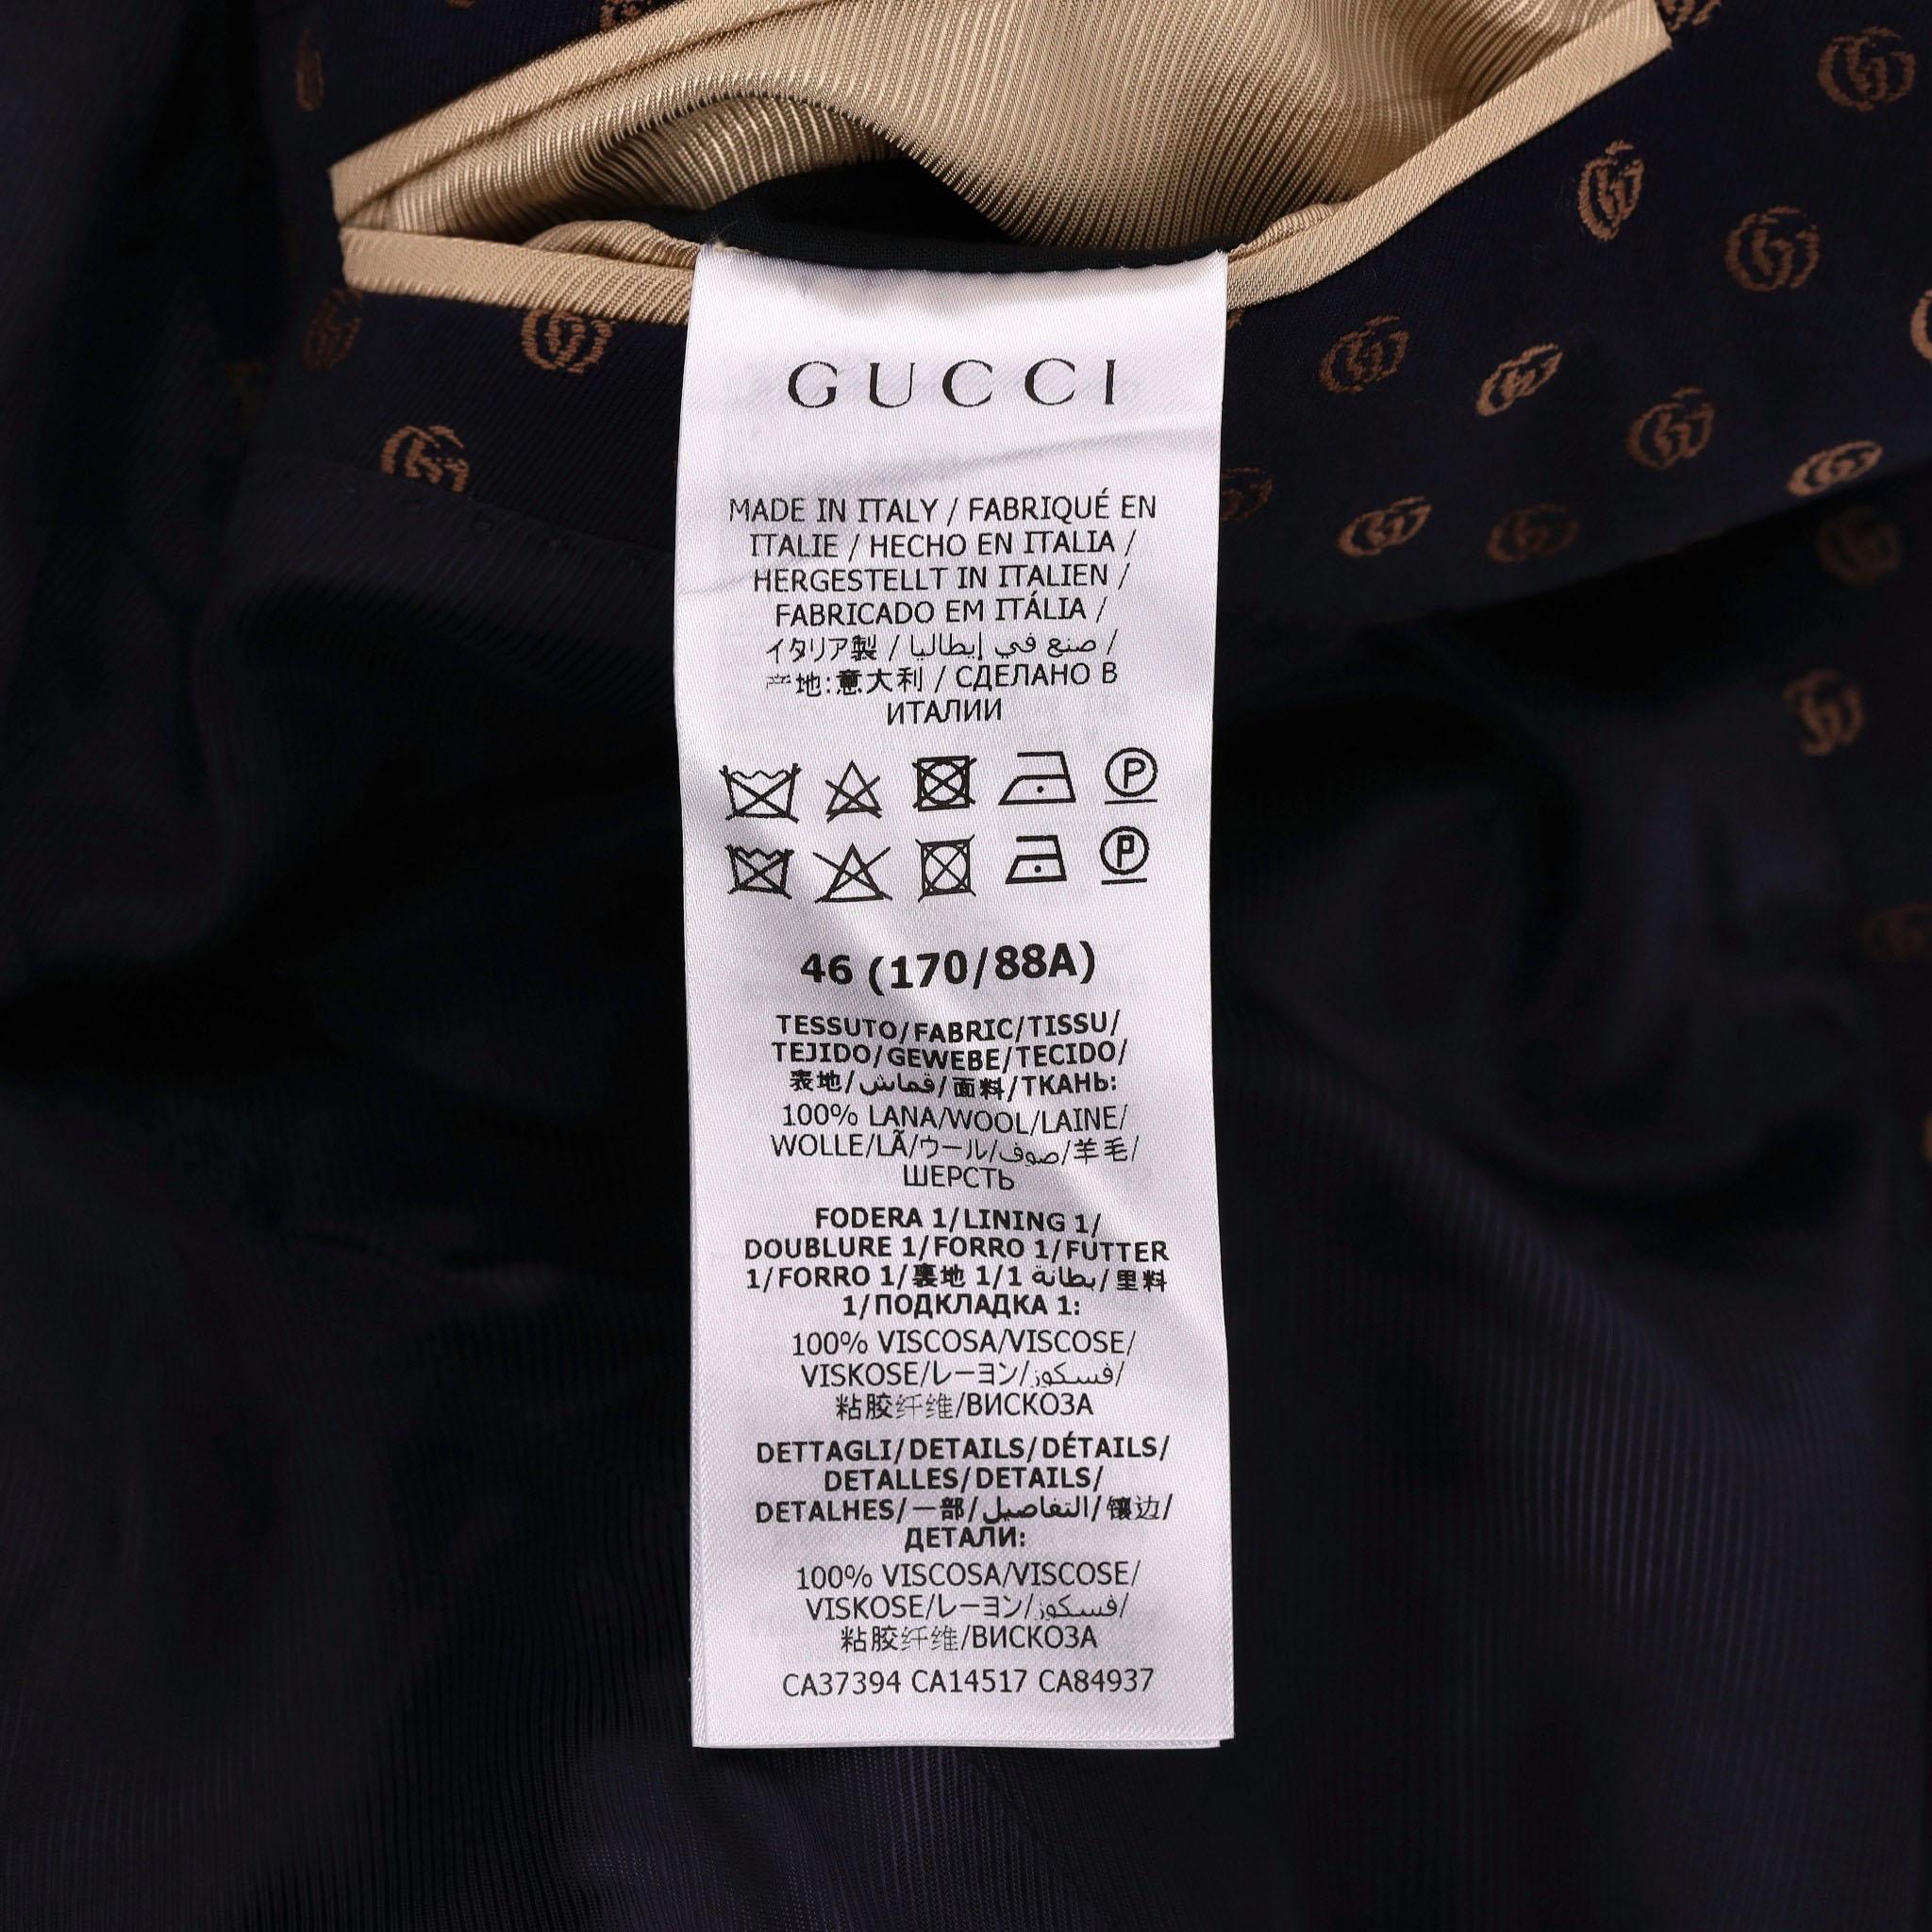 GUCCI
MADE IN ITALY / FABRIQUÉ EN
ITALIE / HECHO EN ITALIA /
HERGESTELLT IN ITALIEN /
FABRICADO EM ITÁLIA /
イタリア製 / صنع في إيطاليا /
产地:意大利 / СДЕЛАНО В
ИТАЛИИ
P
P
46 (170/88A)
TESSUTO/FABRIC/TISSU/
TEJIDO/GEWEBE/TECIDO/
表地/قماش/面料/ТКАНЬ:
100% LANA/WOOL/LAINE/
WOLLE/LÃ/ウール/صوف/羊毛/
ШЕРСТЬ
FODERA 1/LINING 1/
DOUBLURE 1/FORRO 1/FUTTER
1/FORRO 1/裏地 1/1 بطانة/里料
1/ПОДКЛАДКА 1:
100% VISCOSA/VISCOSE/
VISKOSE/レーヨン/فسكوز/
粘胶纤维/ВИСКОЗА
DETTAGLI/DETAILS/DÉTAILS/
DETALLES/DETAILS/
DETALHES/一部/التفاصيل/镶边/
ДЕТАЛИ:
100% VISCOSA/VISCOSE/
VISKOSE/レーヨン/فسكوز/
粘胶纤维/ВИСКОЗА
CA37394 CA14517 CA84937